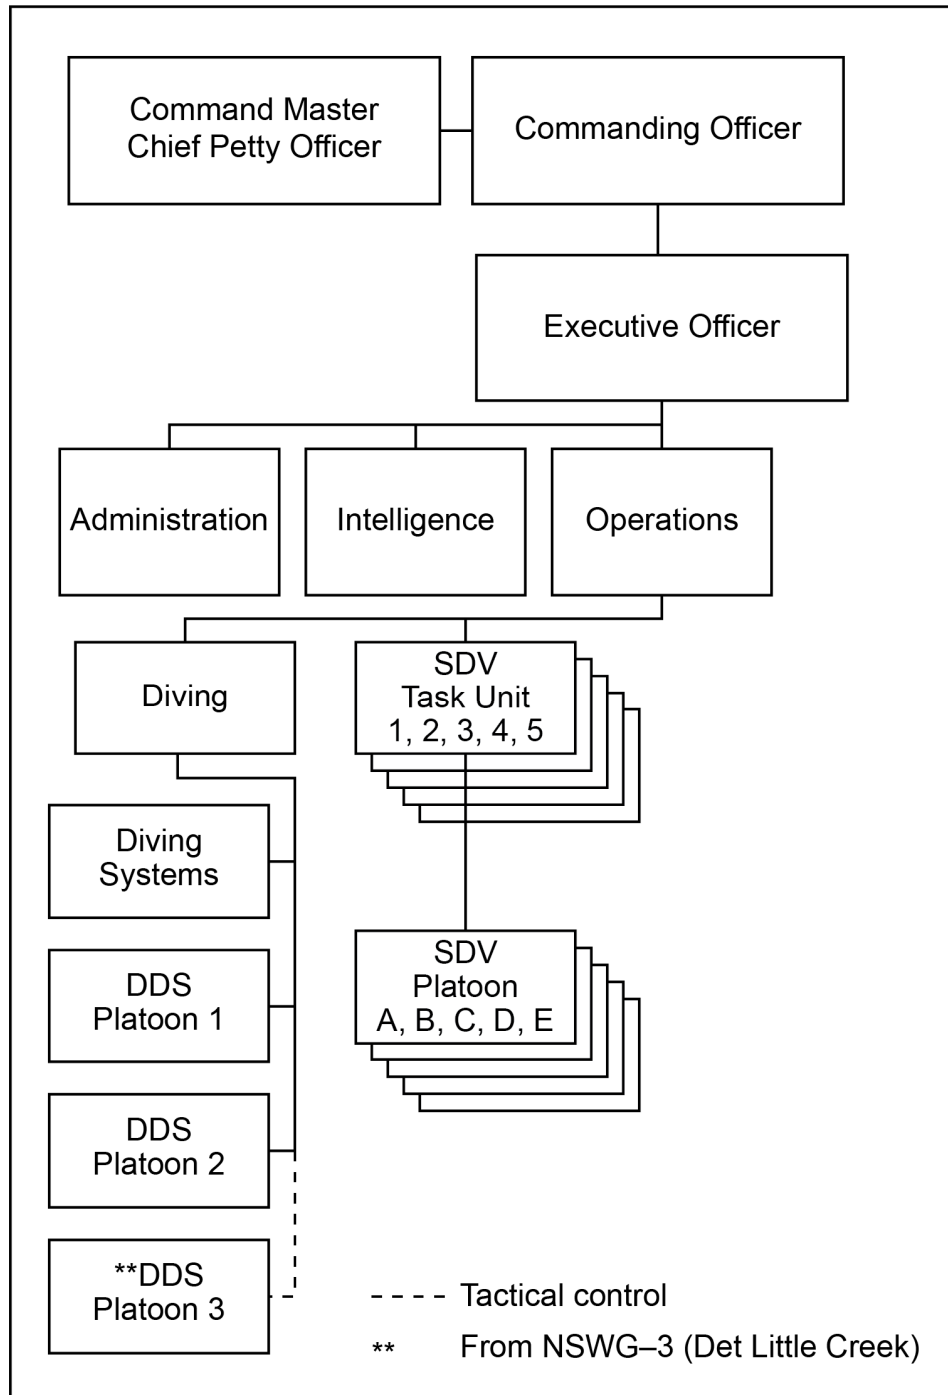 Command Master
Chief Petty Officer
Commanding Officer
Executive Officer
Administration
Intelligence
Operations
Diving
SDV
Task Unit
1, 2, 3, 4, 5
Diving
Systems
DDS
Platoon 1
SDV
Platoon
A, B, C, D, E
DDS
Platoon 2
**DDS
Platoon 3
Tactical control
** From NSWG–3 (Det Little Creek)